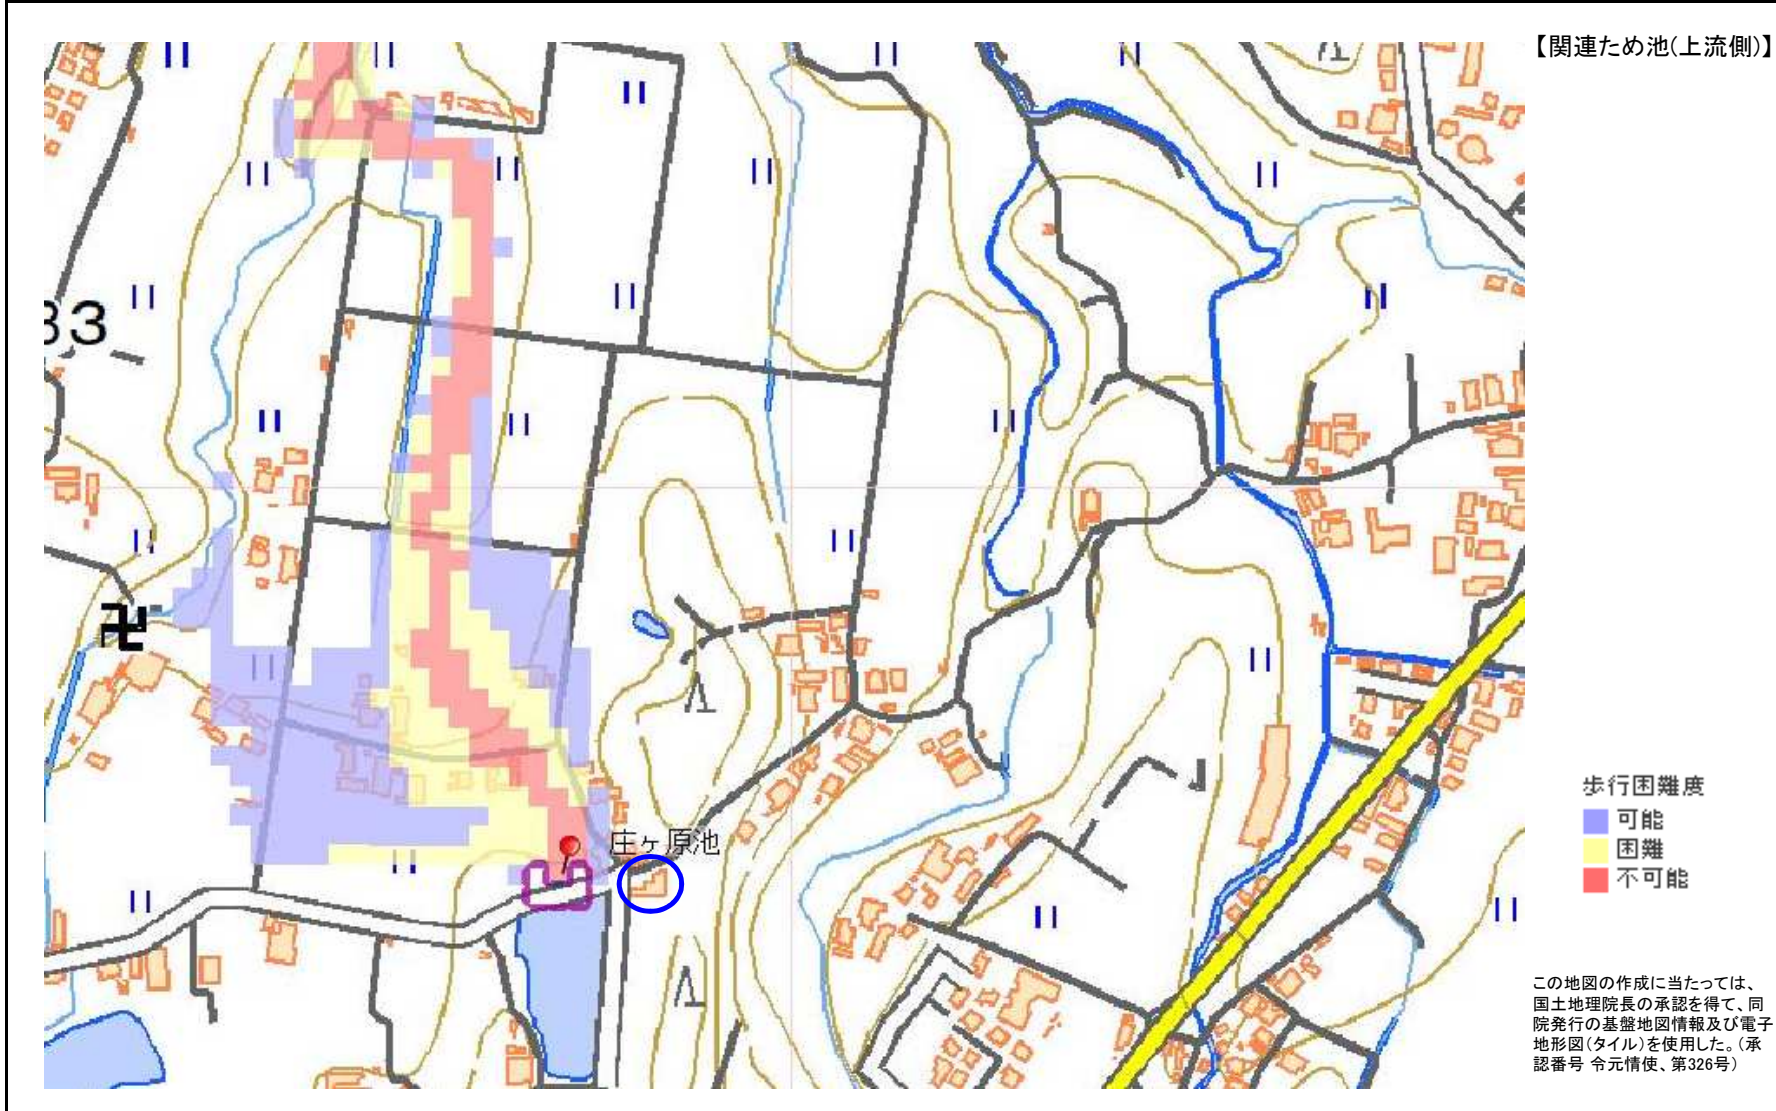 【関連ため池(上流側)】
33
庄ヶ原池
歩行困難度
可能
困難
不可能
この地図の作成に当たっては、
国土地理院長の承認を得て、同
院発行の基盤地図情報及び電子
地形図(タイル)を使用した。(承
認番号 令元情使、第326号)